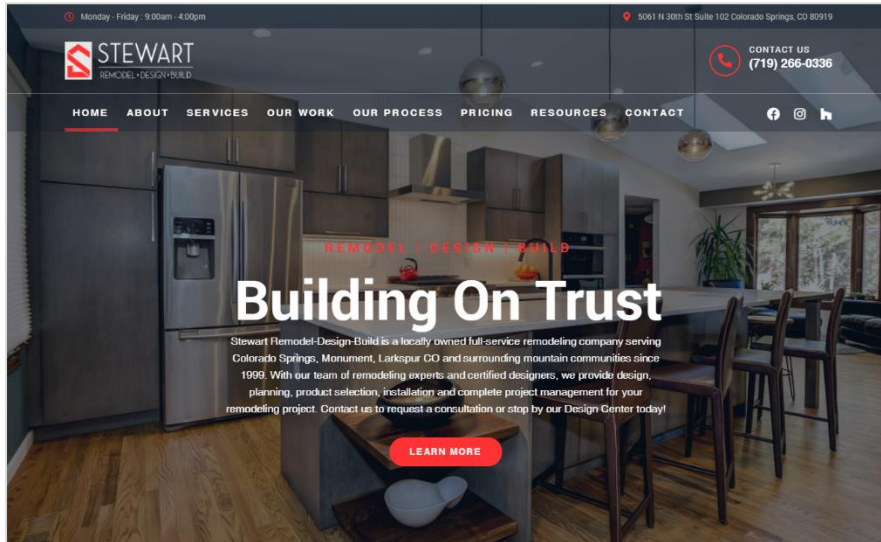 Monday - Friday : 9:00am - 4:00pm
5061 N 30th St Suite 102 Colorado Springs, CO 80919
STEWART
REMODEL•DESIGN•BUILD
CONTACT US
(719) 266-0336
HOME ABOUT SERVICES OUR WORK OUR PROCESS PRICING RESOURCES CONTACT
REMODEL | DESIGN | BUILD
Building On Trust
Stewart Remodel-Design-Build is a locally owned full-service remodeling company serving
Colorado Springs, Monument, Larkspur CO and surrounding mountain communities since
1999. With our team of remodeling experts and certified designers, we provide design,
planning, product selection, installation and complete project management for your
remodeling project. Contact us to request a consultation or stop by our Design Center today!
LEARN MORE